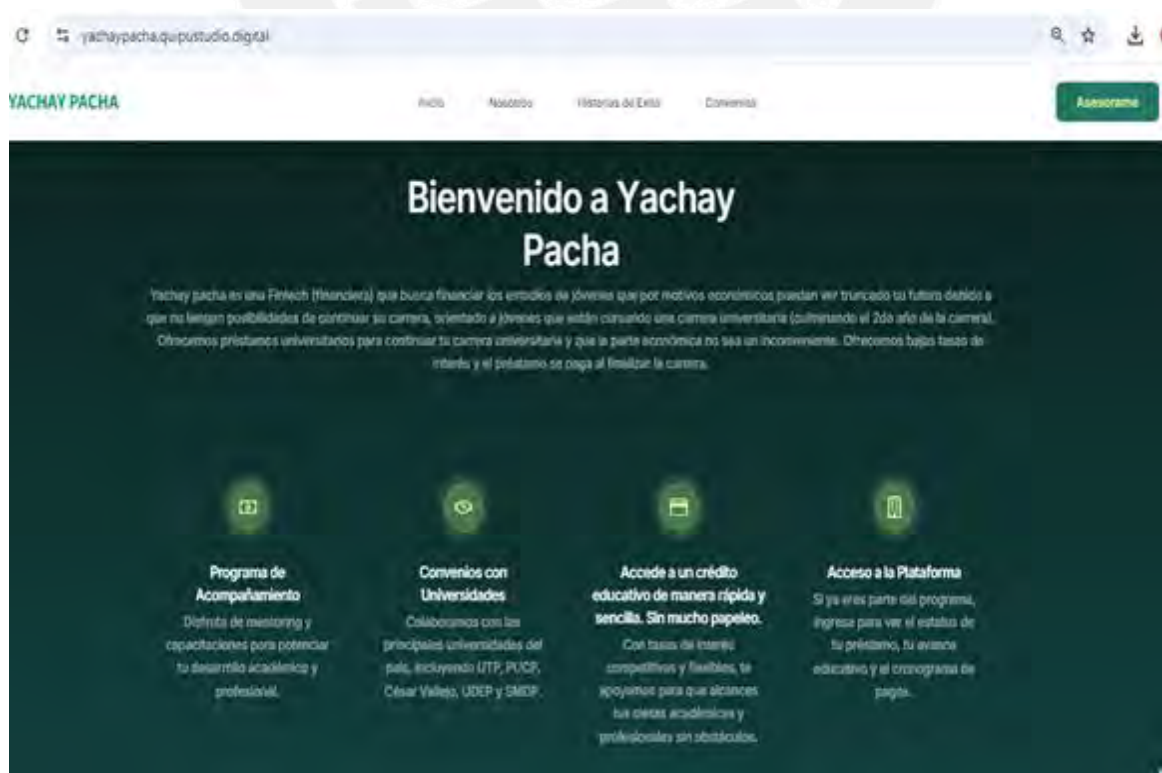 yachaypacha.quipustudio.digital
YACHAY PACHA
Inicio Nosotros Historias de Exito Convenios
Asesorame
Bienvenido a Yachay
Pacha
Yachay pacha es una Fintech (financiera) que busca financiar los estudios de jóvenes que por motivos económicos puedan ver truncado su futuro debido a
que no tengan posibilidades de continuar su carrera, orientado a jóvenes que están cursando una carrera universitaria (culminando el 2do año de la carrera).
Ofrecemos préstamos universitarios para continuar tu carrera universitaria y que la parte económica no sea un inconveniente. Ofrecemos bajas tasas de
interés y el préstamo se paga al finalizar la carrera.
Programa de
Acompañamiento
Disfruta de mentoring y
capacitaciones para potenciar
tu desarrollo académico y
profesional.
Convenios con
Universidades
Colaboramos con las
principales universidades del
país, incluyendo UTP, PUCP,
César Vallejo, UDEP y SMDP.
Accede a un crédito
educativo de manera rápida y
sencilla. Sin mucho papeleo.
Con tasas de interés
competitivas y flexibles, te
apoyamos para que alcances
tus metas académicas y
profesionales sin obstáculos.
Acceso a la Plataforma
Si ya eres parte del programa,
ingresa para ver el estatus de
tu préstamo, tu avance
educativo y el cronograma de
pagos.